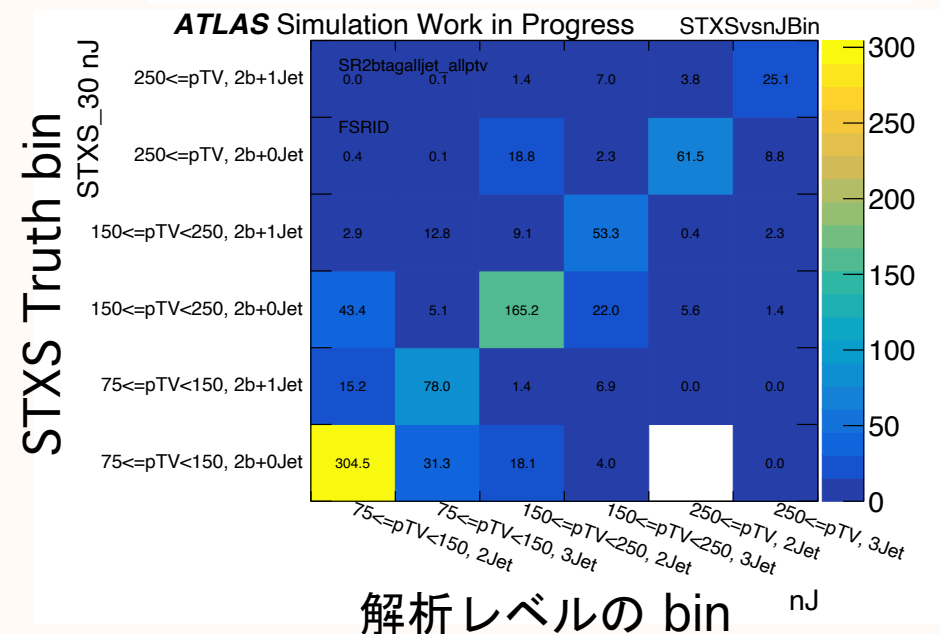 ATLAS Simulation Work in Progress STXSvsnJBin
STXS Truth bin
STXS_30 nJ
SR2btagalljet_allptv
FSRID
250<=pTV, 2b+1Jet 0.0 0.1 1.4 7.0 3.8 25.1
250<=pTV, 2b+0Jet 0.4 0.1 18.8 2.3 61.5 8.8
150<=pTV<250, 2b+1Jet 2.9 12.8 9.1 53.3 0.4 2.3
150<=pTV<250, 2b+0Jet 43.4 5.1 165.2 22.0 5.6 1.4
75<=pTV<150, 2b+1Jet 15.2 78.0 1.4 6.9 0.0 0.0
75<=pTV<150, 2b+0Jet 304.5 31.3 18.1 4.0 0.0
300
250
200
150
100
50
0
75<=pTV<150, 2Jet
75<=pTV<150, 3Jet
150<=pTV<250, 2Jet
150<=pTV<250, 3Jet
250<=pTV, 2Jet
250<=pTV, 3Jet
解析レベルの bin nJ